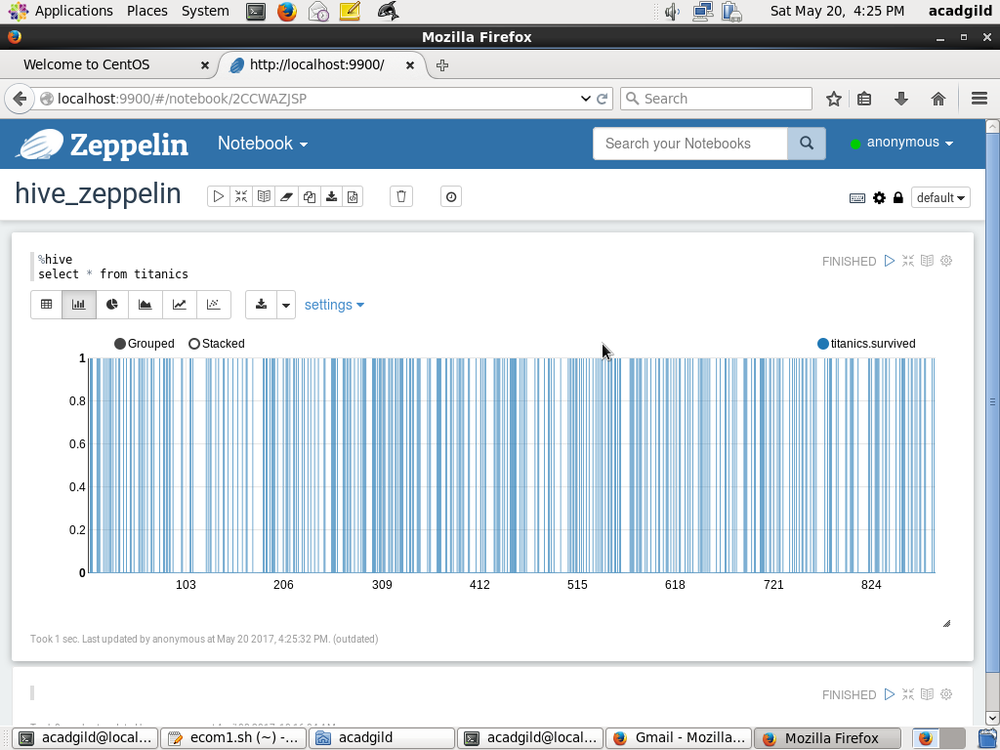 Applications Places System Sat May 20, 4:25 PM acadgild
Mozilla Firefox
Welcome to CentOS http://localhost:9900/
localhost:9900/#/notebook/2CCWAZJSP Search
Zeppelin Notebook Search your Notebooks anonymous
hive_zeppelin default
%hive FINISHED
select * from titanics
settings
Grouped Stacked titanics.survived
1
0.8
0.6
0.4
0.2
0
103 206 309 412 515 618 721 824
Took 1 sec. Last updated by anonymous at May 20 2017, 4:25:32 PM. (outdated)
FINISHED
acadgild@local... ecom1.sh (~) -... acadgild acadgild@local... Gmail - Mozilla... Mozilla Firefox